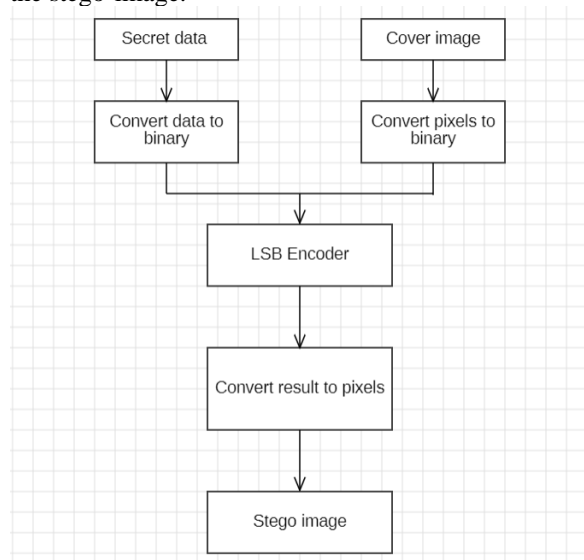 the stego-image.
Secret data
Cover image
Convert data to
binary
Convert pixels to
binary
LSB Encoder
Convert result to pixels
Stego image